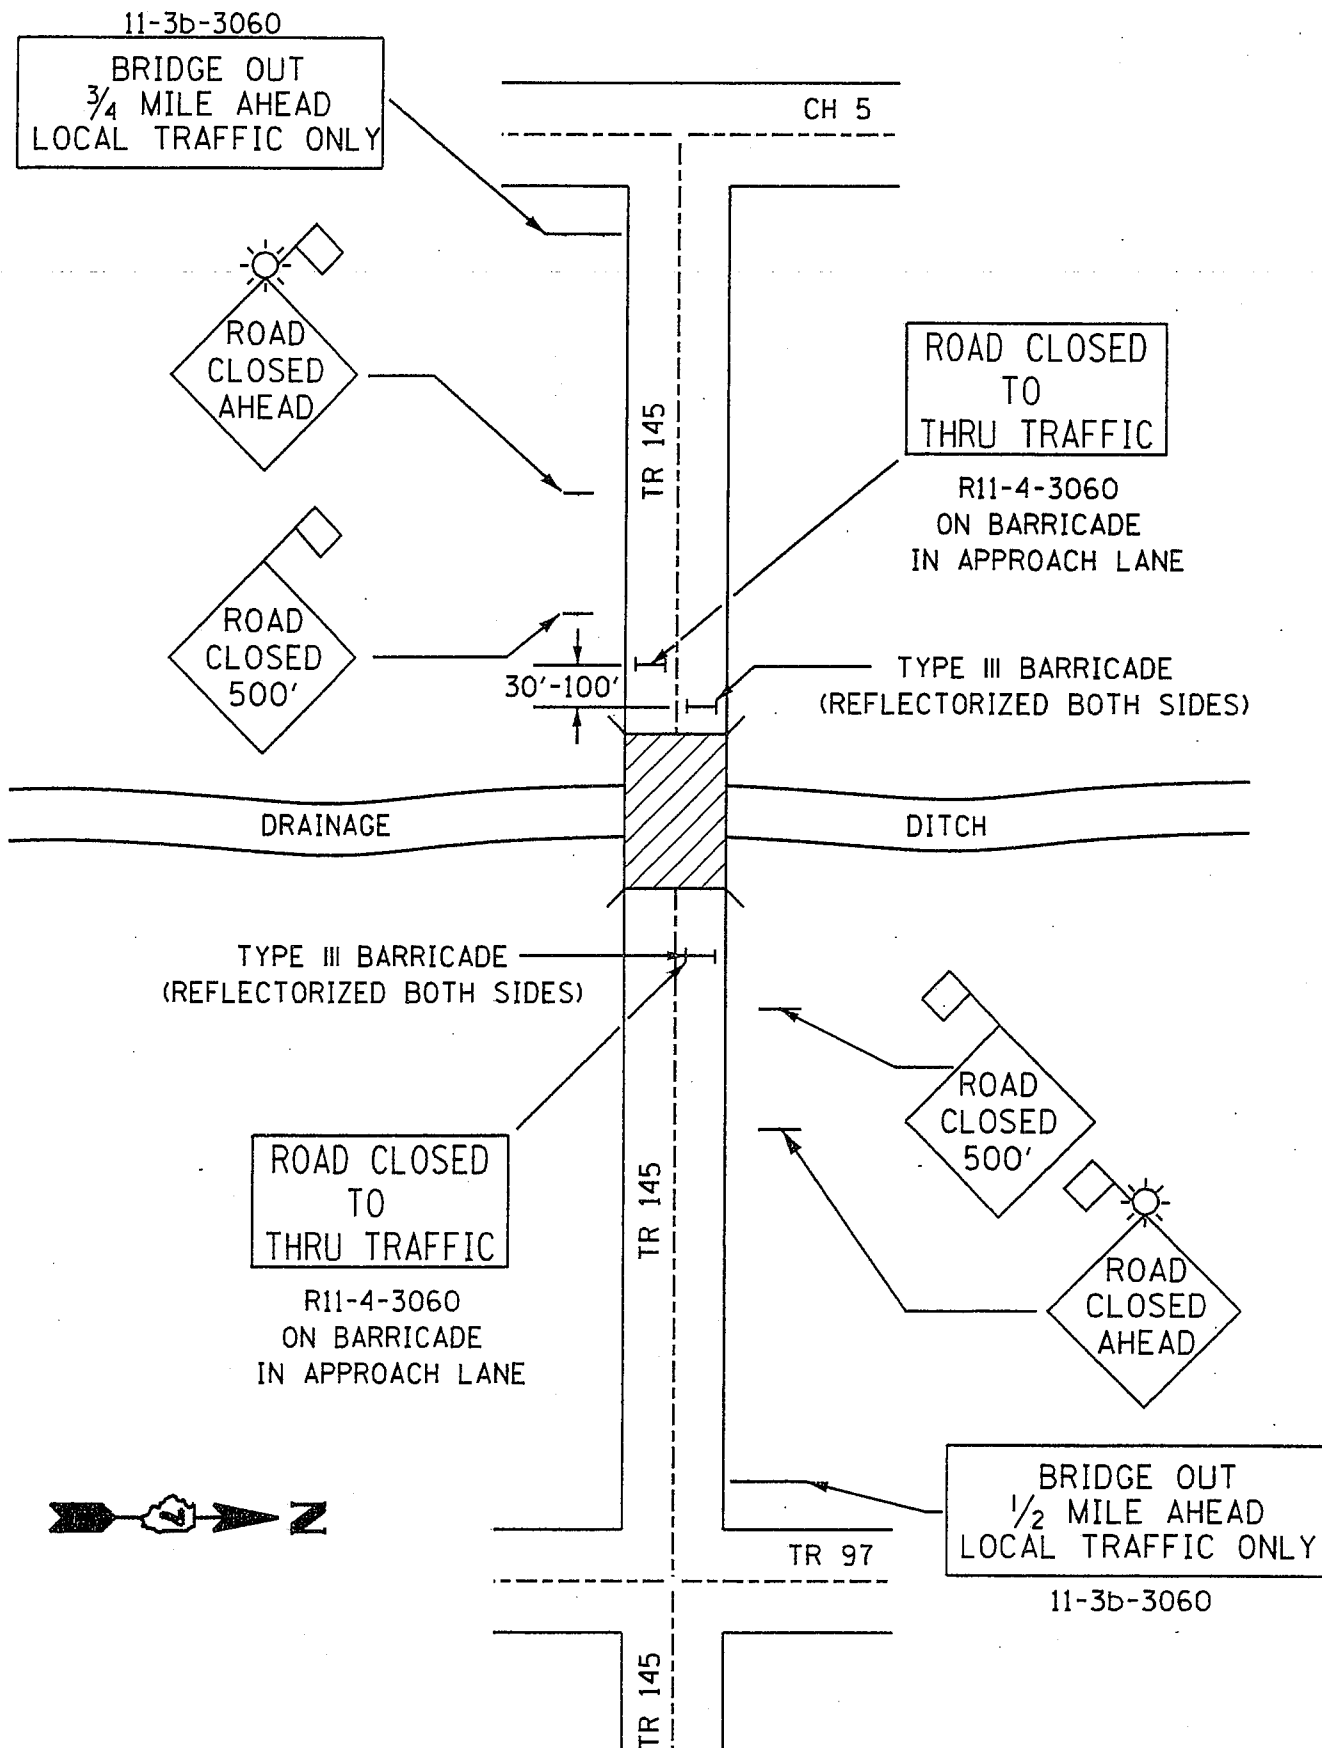 11-3b-3060
BRIDGE OUT
3/4 MILE AHEAD
LOCAL TRAFFIC ONLY
CH 5
ROAD
CLOSED
AHEAD
TR 145
ROAD CLOSED
TO
THRU TRAFFIC
R11-4-3060
ON BARRICADE
IN APPROACH LANE
ROAD
CLOSED
500'
30'-100'
TYPE III BARRICADE
(REFLECTORIZED BOTH SIDES)
DRAINAGE
DITCH
TYPE III BARRICADE
(REFLECTORIZED BOTH SIDES)
ROAD
CLOSED
500'
ROAD CLOSED
TO
THRU TRAFFIC
R11-4-3060
ON BARRICADE
IN APPROACH LANE
TR 145
ROAD
CLOSED
AHEAD
BRIDGE OUT
1/2 MILE AHEAD
LOCAL TRAFFIC ONLY
11-3b-3060
N
TR 97
TR 145